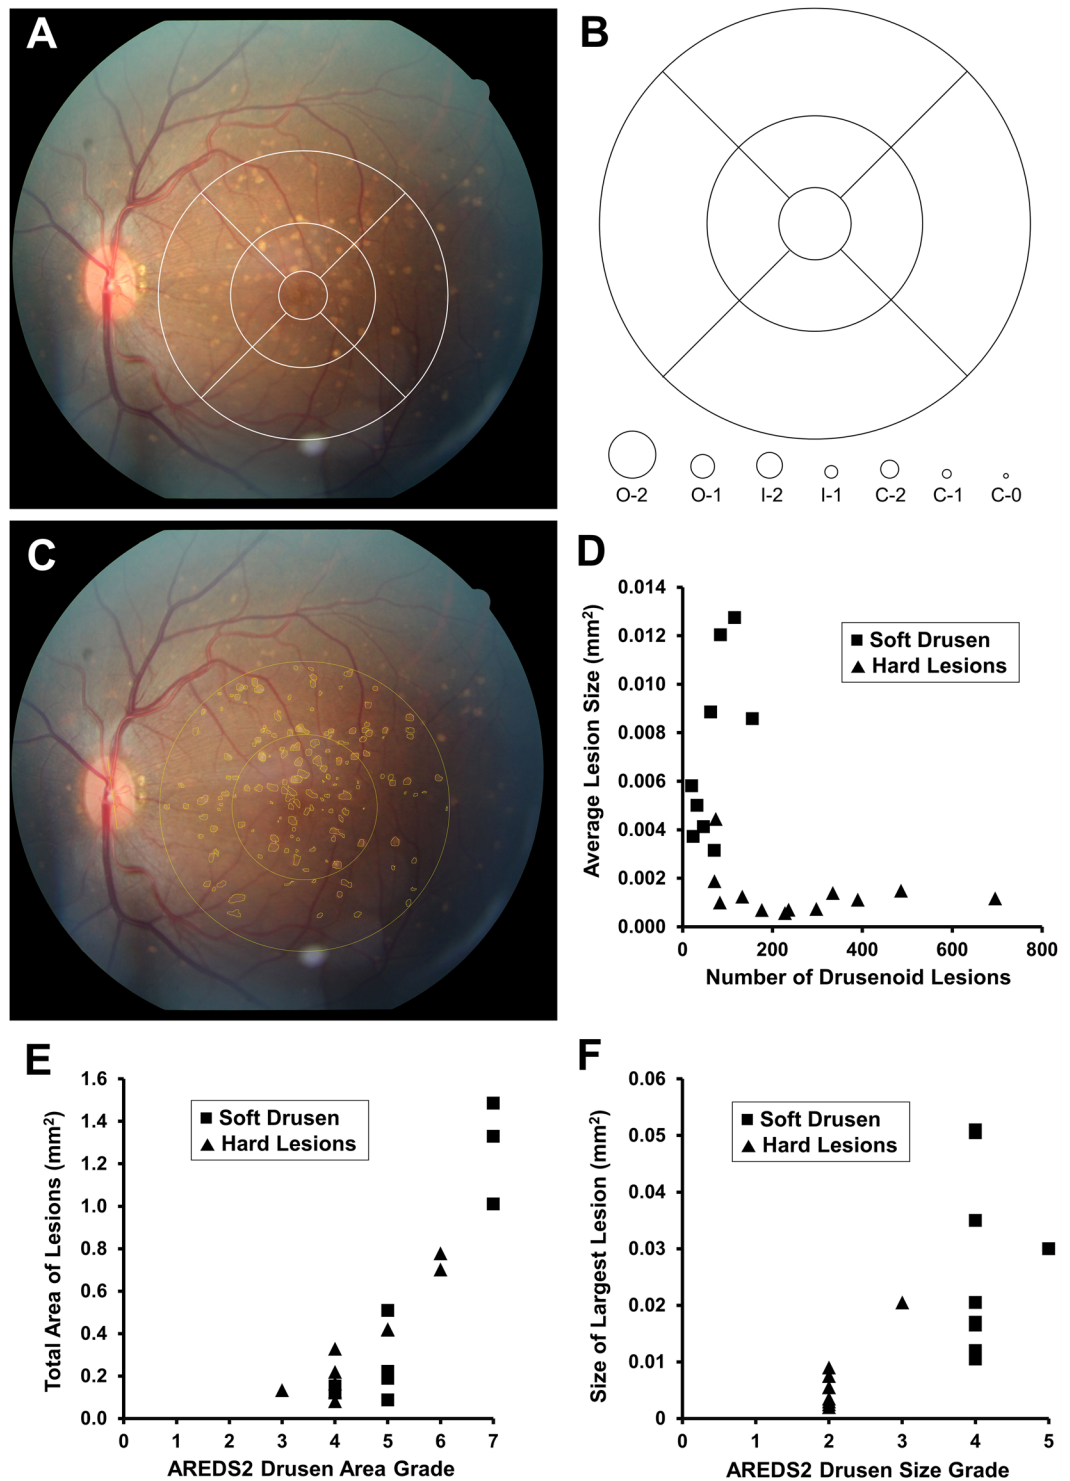 A
B
O-2 O-1 I-2 I-1 C-2 C-1 C-0
C
D
Average Lesion Size (mm²)
0.014
0.012
0.010
0.008
0.006
0.004
0.002
0.000
Soft Drusen
Hard Lesions
0 200 400 600 800
Number of Drusenoid Lesions
E
Total Area of Lesions (mm²)
1.6
1.4
1.2
1.0
0.8
0.6
0.4
0.2
0.0
Soft Drusen
Hard Lesions
0 1 2 3 4 5 6 7
AREDS2 Drusen Area Grade
F
Size of Largest Lesion (mm²)
0.06
0.05
0.04
0.03
0.02
0.01
0
Soft Drusen
Hard Lesions
0 1 2 3 4 5
AREDS2 Drusen Size Grade